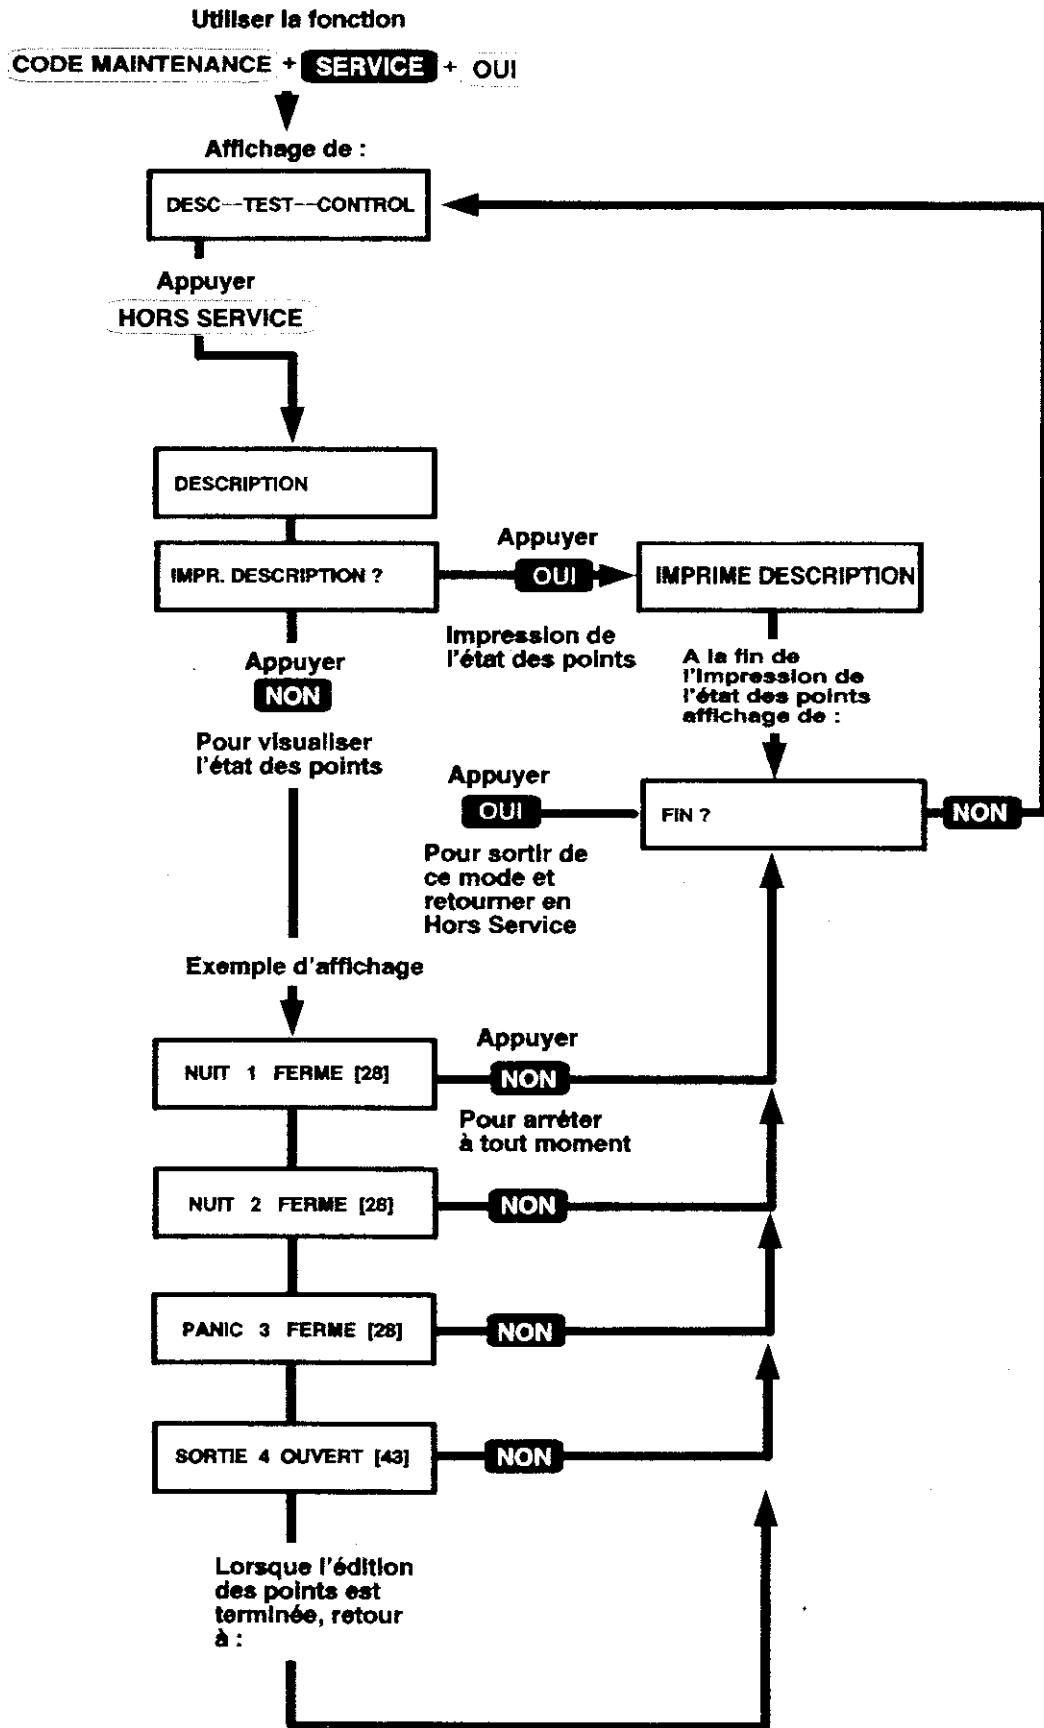 Utiliser la fonction
CODE MAINTENANCE + SERVICE + OUI
Affichage de :
DESC--TEST--CONTROL
Appuyer
HORS SERVICE
DESCRIPTION
IMPR. DESCRIPTION ?
Appuyer
OUI
IMPRIME DESCRIPTION
Impression de
l'état des points
A la fin de
l'impression de
l'état des points
affichage de :
Appuyer
NON
Pour visualiser
l'état des points
Appuyer
OUI
FIN ?
NON
Pour sortir de
ce mode et
retourner en
Hors Service
Exemple d'affichage
NUIT 1 FERME [28]
Appuyer
NON
Pour arrêter
à tout moment
NUIT 2 FERME [28]
NON
PANIC 3 FERME [28]
NON
SORTIE 4 OUVERT [43]
NON
Lorsque l'édition
des points est
terminée, retour
à :